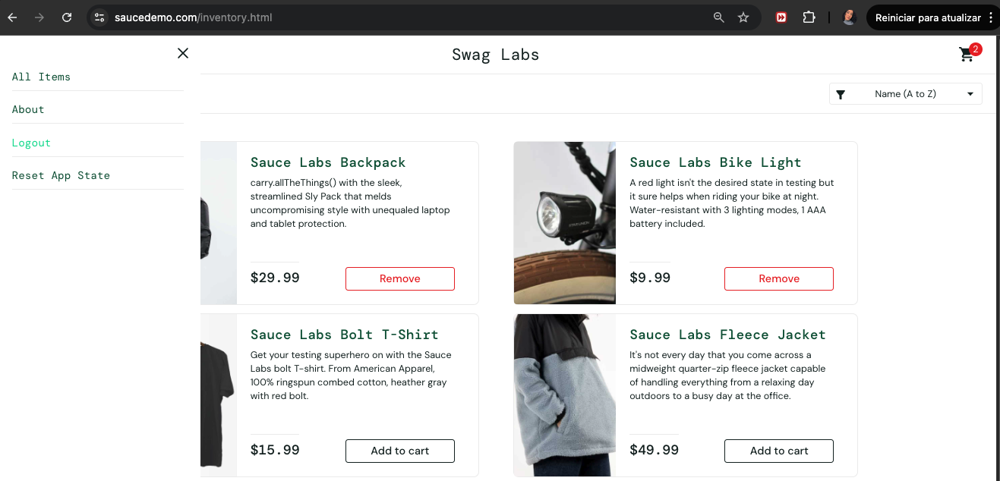 saucedemo.com/inventory.html
Reiniciar para atualizar
Swag Labs
2
All Items
About
Logout
Reset App State
Name (A to Z)
Sauce Labs Backpack
carry.allTheThings() with the sleek,
streamlined Sly Pack that melds
uncompromising style with unequaled laptop
and tablet protection.
$29.99
Remove
Sauce Labs Bike Light
A red light isn't the desired state in testing but
it sure helps when riding your bike at night.
Water-resistant with 3 lighting modes, 1 AAA
battery included.
$9.99
Remove
Sauce Labs Bolt T-Shirt
Get your testing superhero on with the Sauce
Labs bolt T-shirt. From American Apparel,
100% ringspun combed cotton, heather gray
with red bolt.
$15.99
Add to cart
Sauce Labs Fleece Jacket
It's not every day that you come across a
midweight quarter-zip fleece jacket capable
of handling everything from a relaxing day
outdoors to a busy day at the office.
$49.99
Add to cart